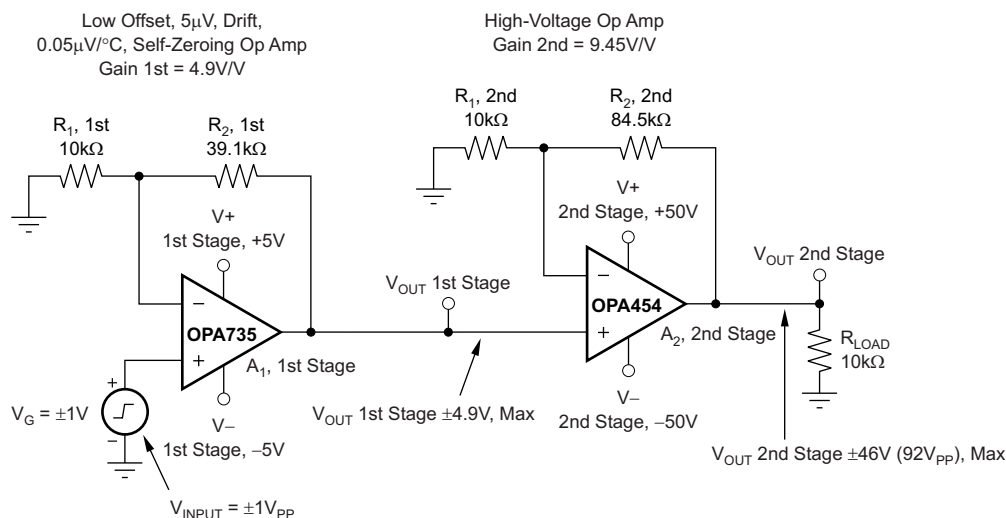 Low Offset, 5μV, Drift,
0.05μV/°C, Self-Zeroing Op Amp
Gain 1st = 4.9V/V
High-Voltage Op Amp
Gain 2nd = 9.45V/V
R1, 1st
10kΩ
R2, 1st
39.1kΩ
R1, 2nd
10kΩ
R2, 2nd
84.5kΩ
V+
1st Stage, +5V
V+
2nd Stage, +50V
VOUT 1st Stage
VOUT 2nd Stage
−
OPA735
+
A1, 1st Stage
−
OPA454
+
A2, 2nd Stage
RLOAD
10kΩ
+
VG = ±1V
−
V−
1st Stage, −5V
VOUT 1st Stage ±4.9V, Max
V−
2nd Stage, −50V
VOUT 2nd Stage ±46V (92VPP), Max
VINPUT = ±1VPP